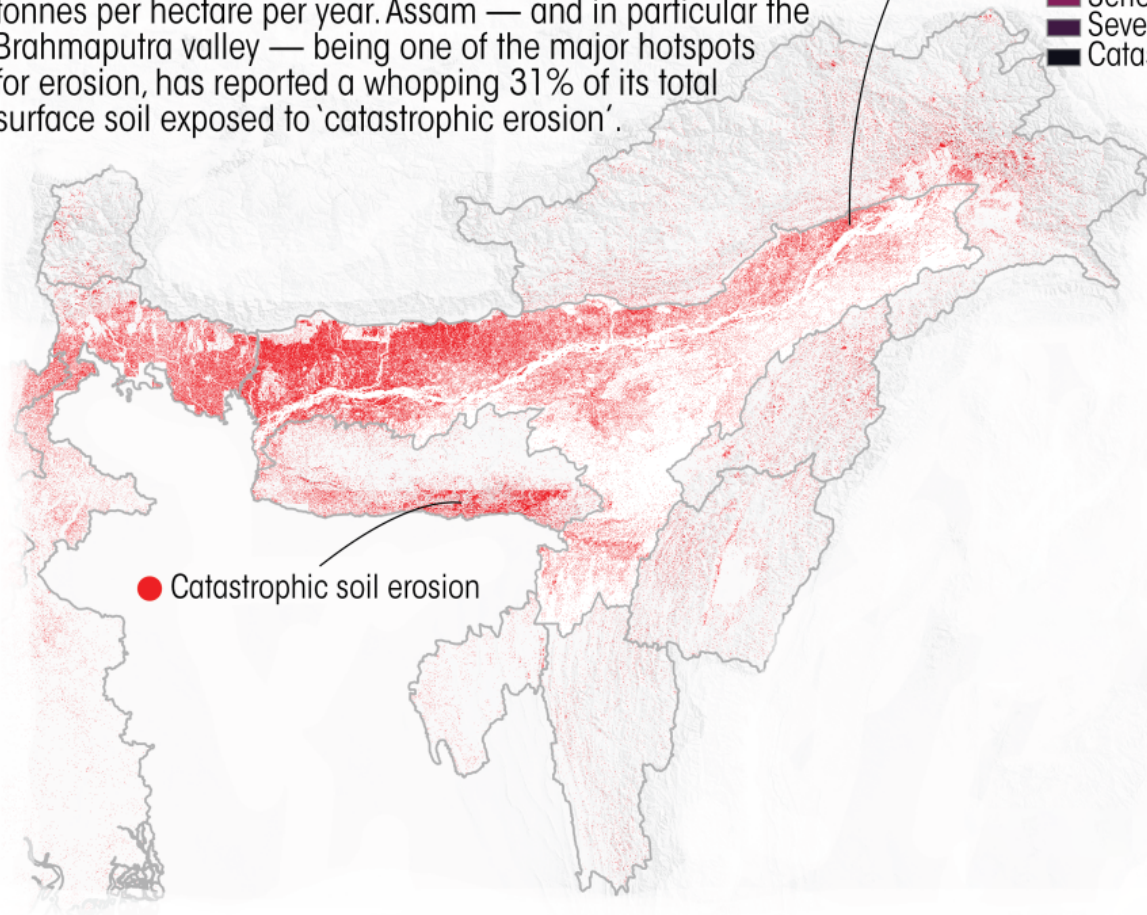 tonnes per hectare per year. Assam — and in particular the
Brahmaputra valley — being one of the major hotspots
for erosion, has reported a whopping 31% of its total
surface soil exposed to ‘catastrophic erosion’.
Seve
Cata
Catastrophic soil erosion